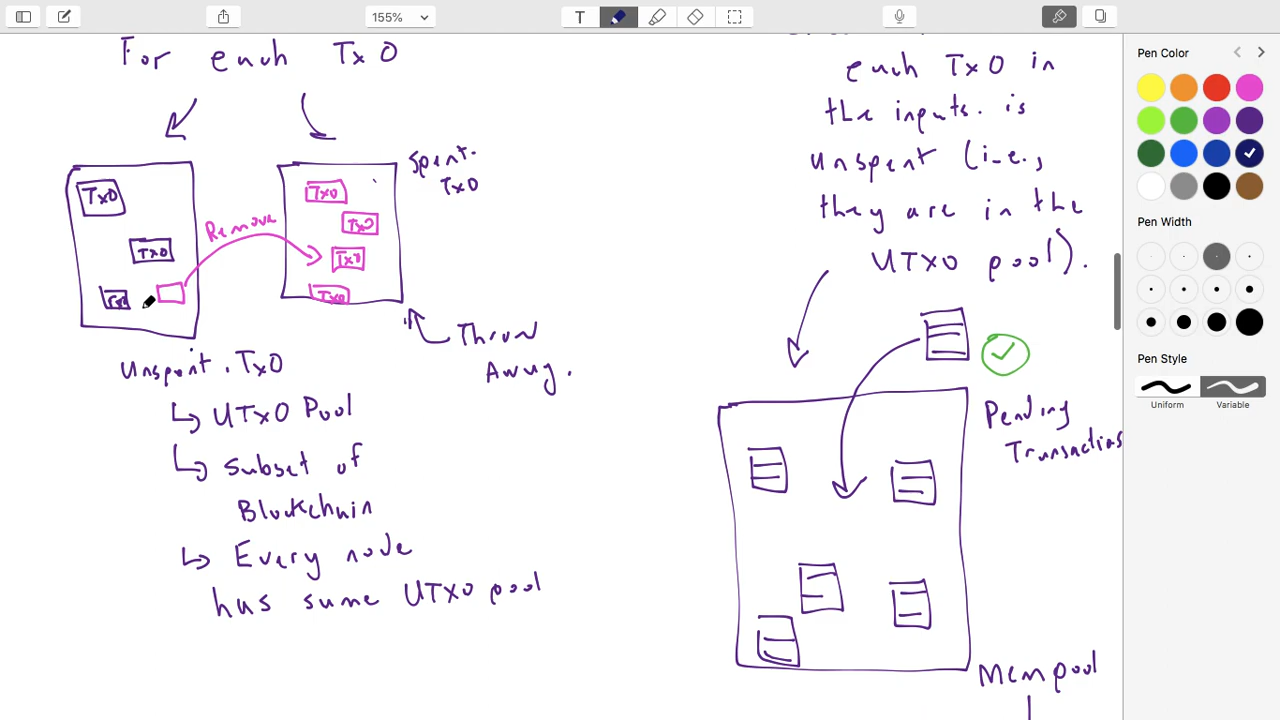 155%
T
For each TxO
TxO
TxO
TxO
Remove
TxO
TxO
TxO
TxO
Spent.
TxO
Throw
Away.
Unspent. TxO
↳ UTXO Pool
↳ Subset of
Blockchain
↳ Every node
has same UTXO pool
each TxO in
the inputs. is
unspent (i.e.,
they are in the
UTXO pool).
Pending
Transactions
Mempool
Pen Color
Pen Width
Pen Style
Uniform
Variable